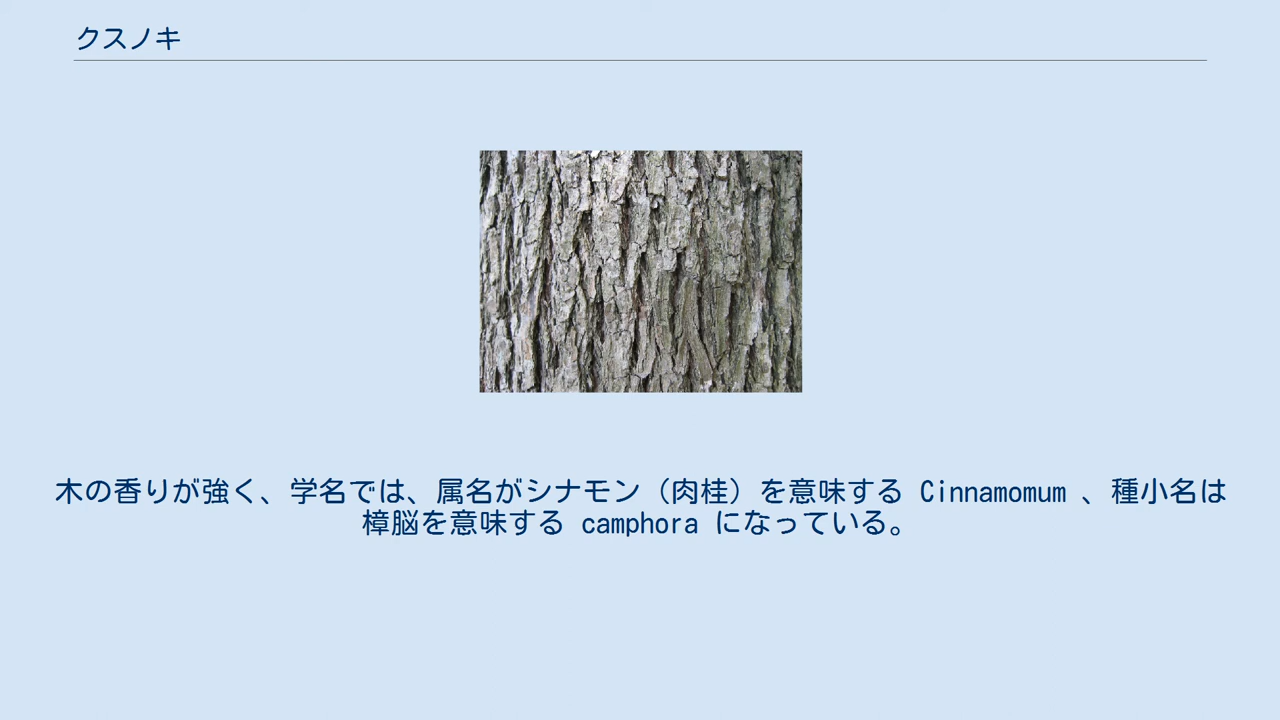 クスノキ
木の香りが強く、学名では、属名がシナモン（肉桂）を意味する Cinnamomum 、種小名は
樟脳を意味する camphora になっている。